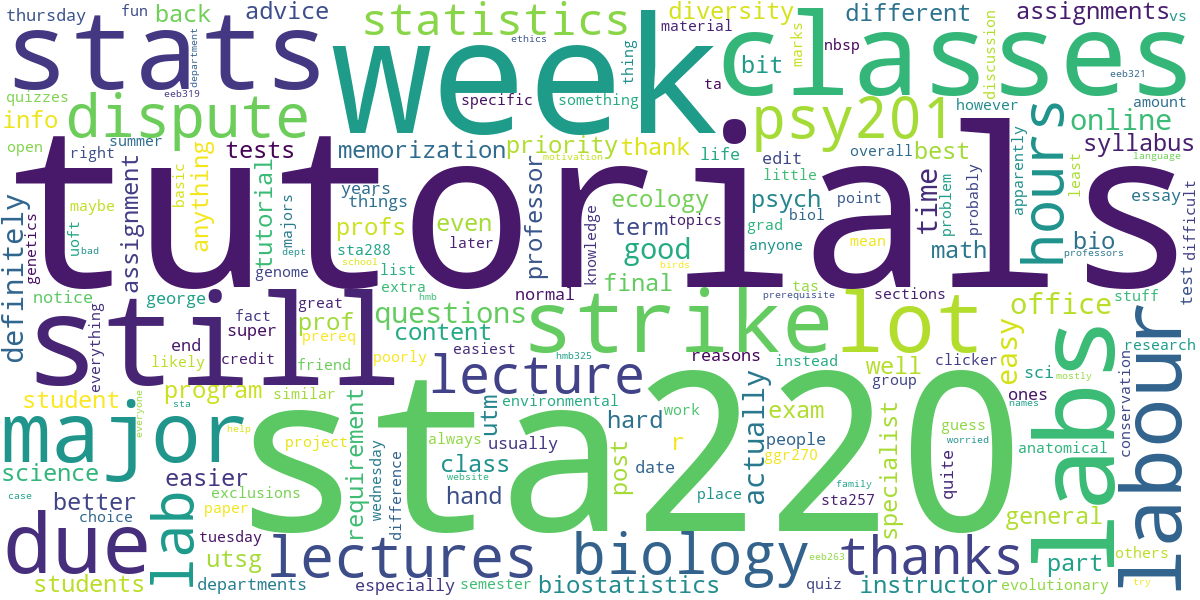 thursday fun back advice statistics diversity different assignments vs
stats week classes material marks nbsp discussion
department eeb319 ethics thing bit eeb321
quizzes specific something ta psy201 however amount
info dispute hours online
open right summer tests memorization priority thank life edit overall best syllabus
tutorials motivation language
definitely genetics uoft maybe basic anything years things professor ecology psych little time problem probably apparently least essay difficult
assignment tutorial profs even term topics biol point math bio
bad majors dept sta288 later knowledge grad anyone mean professors test
genome school list good birds
notice george extra hmb final normal prerequisite tas sections stuff
still everything great questions strike lot office
fact prof content research
end super prereq easiest reasons instead clicker easy
likely credit friend poorly hmb325 well sci mostly
program lecture group ones
student similar environmental names
major everyone sta requirement utm hard work exam guess labs labour conservation
sta220 project always usually r people worried anatomical
science help wednesday difference class website post date actually ggr270 specialist quite
easier family
case better exclusions hand place sta257 general
choice lab paper
due tuesday lectures biology eeb263 thanks part others
utsg
students departments especially semester biostatistics quiz instructor evolutionary try